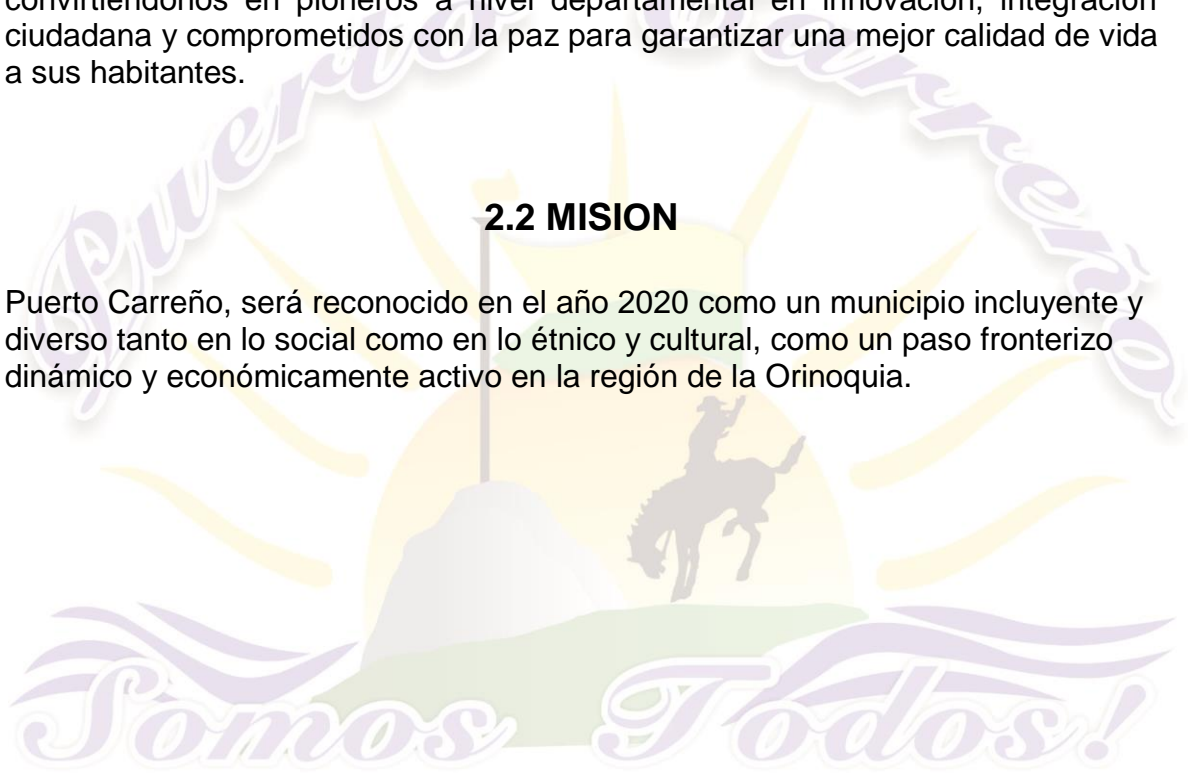 convirtiéndonos en pioneros a nivel departamental en innovación, integración
ciudadana y comprometidos con la paz para garantizar una mejor calidad de vida
a sus habitantes.
Puerto Carreño
2.2 MISION
Puerto Carreño, será reconocido en el año 2020 como un municipio incluyente y
diverso tanto en lo social como en lo étnico y cultural, como un paso fronterizo
dinámico y económicamente activo en la región de la Orinoquia.
Somos Todos!